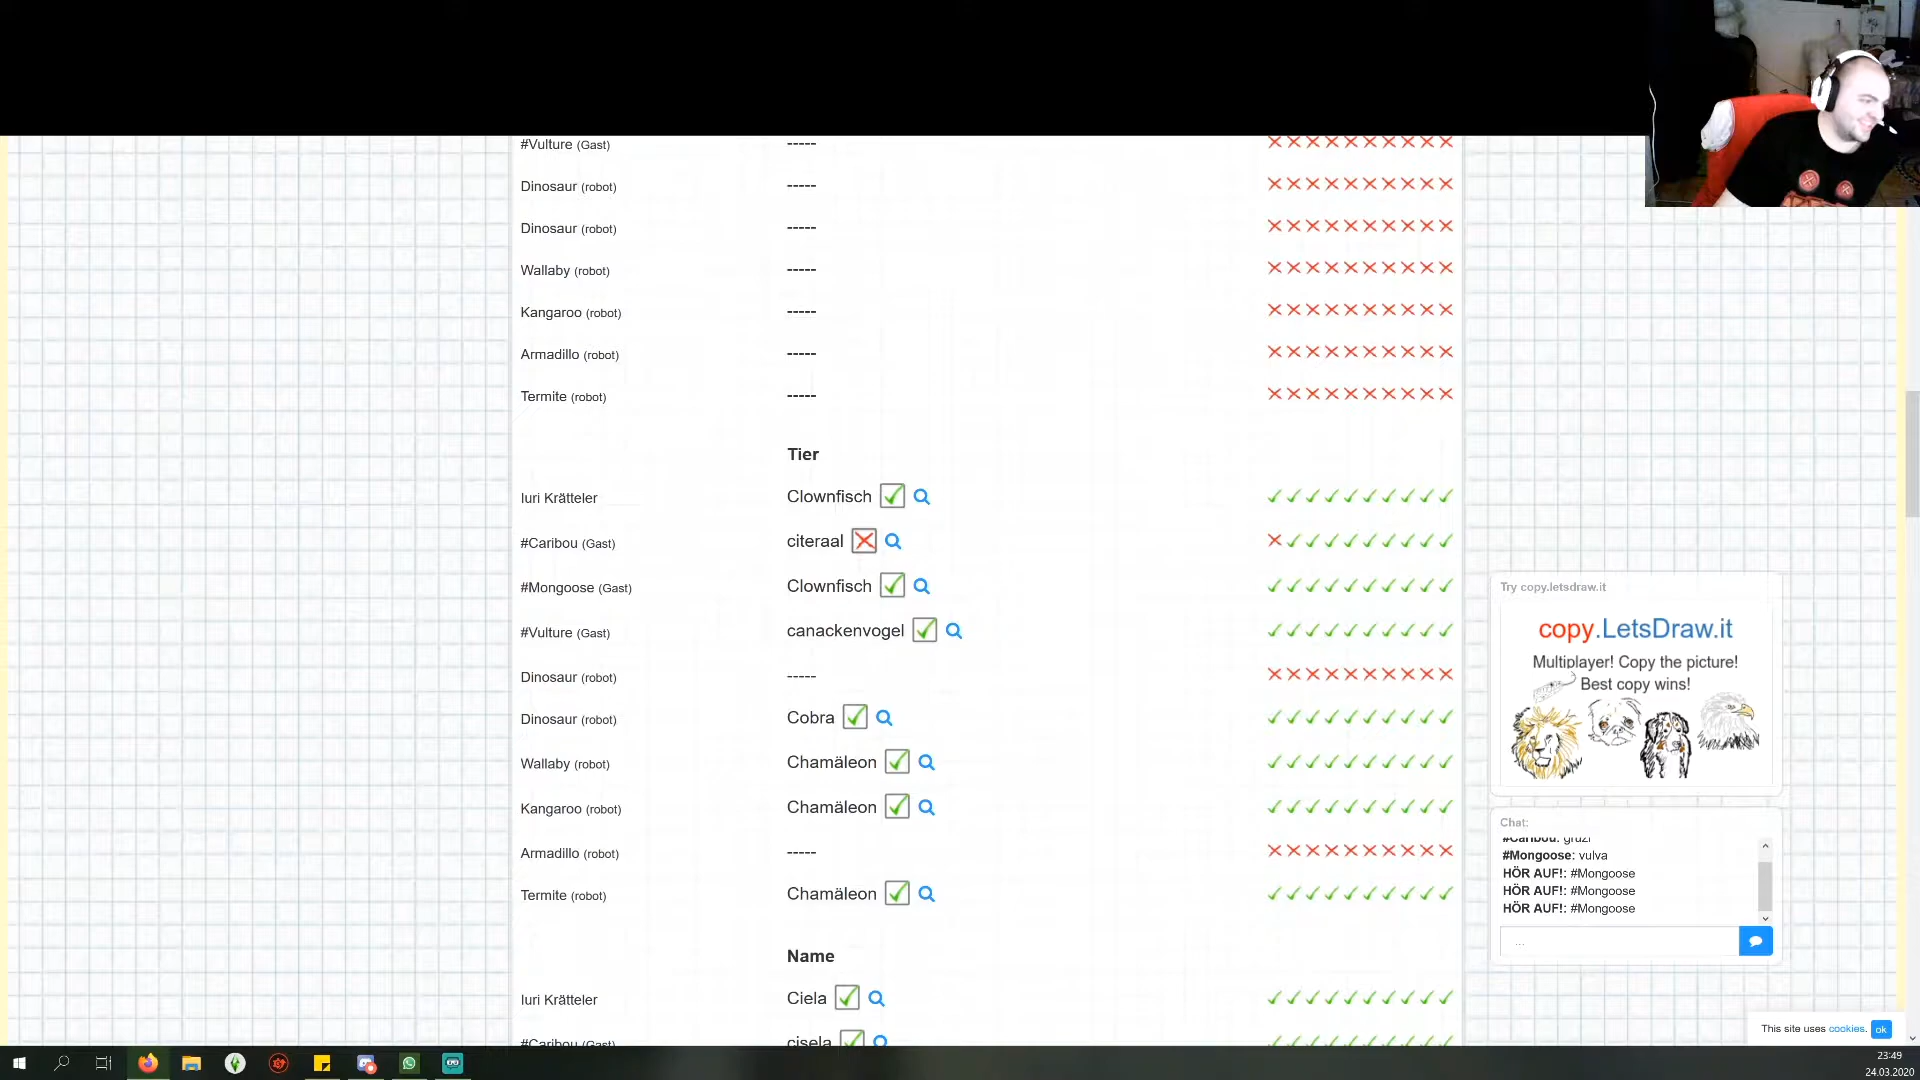 #Vulture (Gast) -----
Dinosaur (robot) -----
Dinosaur (robot) -----
Wallaby (robot) -----
Kangaroo (robot) -----
Armadillo (robot) -----
Termite (robot) -----
Tier
Iuri Krätteler Clownfisch
#Caribou (Gast) citeraal
#Mongoose (Gast) Clownfisch
#Vulture (Gast) canackenvogel
Dinosaur (robot) -----
Dinosaur (robot) Cobra
Wallaby (robot) Chamäleon
Kangaroo (robot) Chamäleon
Armadillo (robot) -----
Termite (robot) Chamäleon
Name
Iuri Krätteler Ciela
#Caribou (Gast) cisela
Try copy.letsdraw.it
copy.LetsDraw.it
Multiplayer! Copy the picture!
Best copy wins!
Chat:
#Caribou: gruzi
#Mongoose: vulva
HÖR AUF!: #Mongoose
HÖR AUF!: #Mongoose
HÖR AUF!: #Mongoose
...
This site uses cookies. ok
23:49
24.03.2020